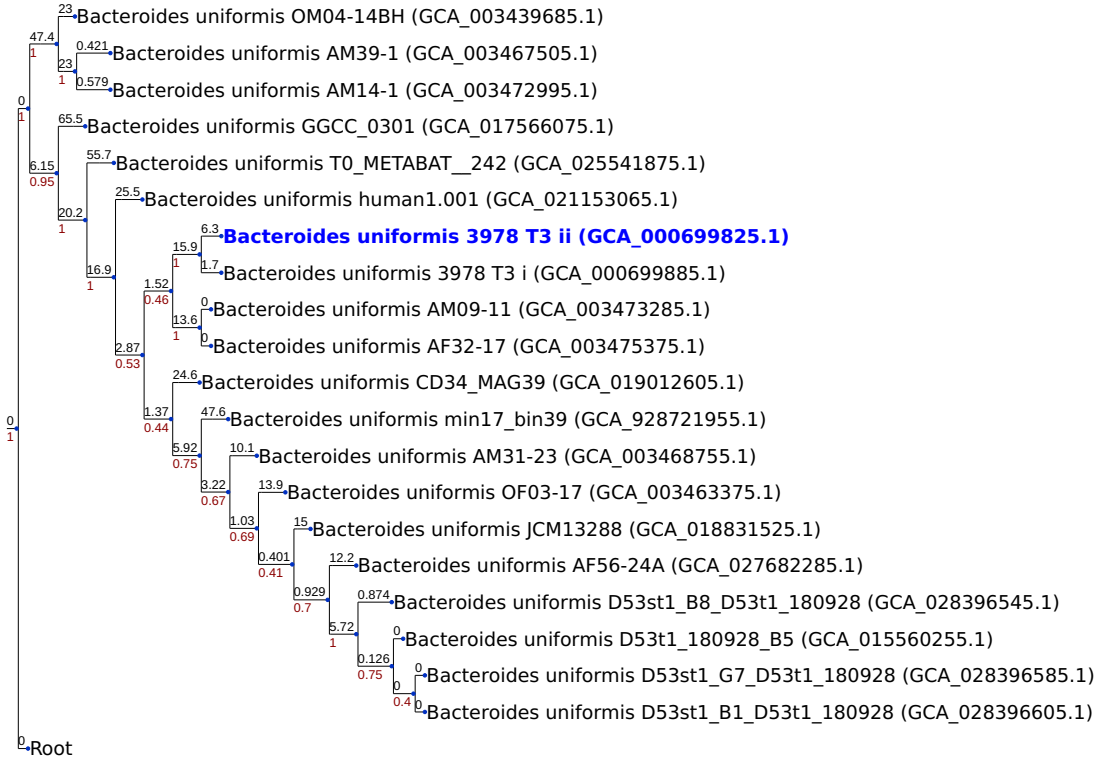 23 Bacteroides uniformis OM04-14BH (GCA_003439685.1)
47.4
1
0.421 Bacteroides uniformis AM39-1 (GCA_003467505.1)
23
1
0.579 Bacteroides uniformis AM14-1 (GCA_003472995.1)
0
1
65.5 Bacteroides uniformis GGCC_0301 (GCA_017566075.1)
6.15
0.95
55.7 Bacteroides uniformis T0_METABAT__242 (GCA_025541875.1)
20.2
1
25.5 Bacteroides uniformis human1.001 (GCA_021153065.1)
16.9
1
6.3 Bacteroides uniformis 3978 T3 ii (GCA_000699825.1)
15.9
1
1.7 Bacteroides uniformis 3978 T3 i (GCA_000699885.1)
1.52
0.46
0 Bacteroides uniformis AM09-11 (GCA_003473285.1)
13.6
1
0 Bacteroides uniformis AF32-17 (GCA_003475375.1)
2.87
0.53
24.6 Bacteroides uniformis CD34_MAG39 (GCA_019012605.1)
1.37
0.44
47.6 Bacteroides uniformis min17_bin39 (GCA_928721955.1)
0
1
5.92
0.75
10.1 Bacteroides uniformis AM31-23 (GCA_003468755.1)
3.22
0.67
13.9 Bacteroides uniformis OF03-17 (GCA_003463375.1)
1.03
0.69
15 Bacteroides uniformis JCM13288 (GCA_018831525.1)
0.401
0.41
12.2 Bacteroides uniformis AF56-24A (GCA_027682285.1)
0.929
0.7
0.874 Bacteroides uniformis D53st1_B8_D53t1_180928 (GCA_028396545.1)
5.72
1
0 Bacteroides uniformis D53t1_180928_B5 (GCA_015560255.1)
0.126
0.75
0 Bacteroides uniformis D53st1_G7_D53t1_180928 (GCA_028396585.1)
0
0.4
0 Bacteroides uniformis D53st1_B1_D53t1_180928 (GCA_028396605.1)
0 Root